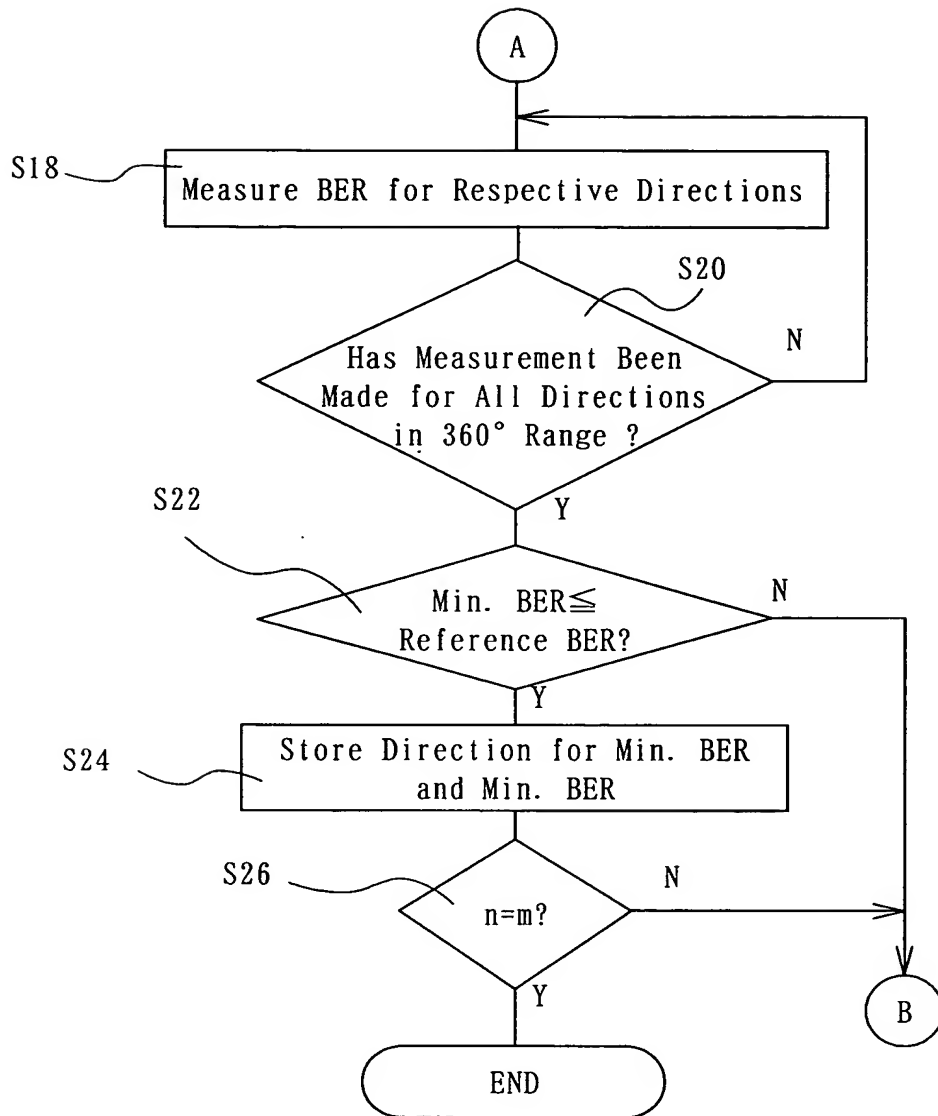 A
S18
Measure BER for Respective Directions
S20
N
Has Measurement Been
Made for All Directions
in 360° Range ?
S22
Y
N
Min. BER≦
Reference BER?
Y
S24
Store Direction for Min. BER
and Min. BER
S26
N
n=m?
Y
B
END